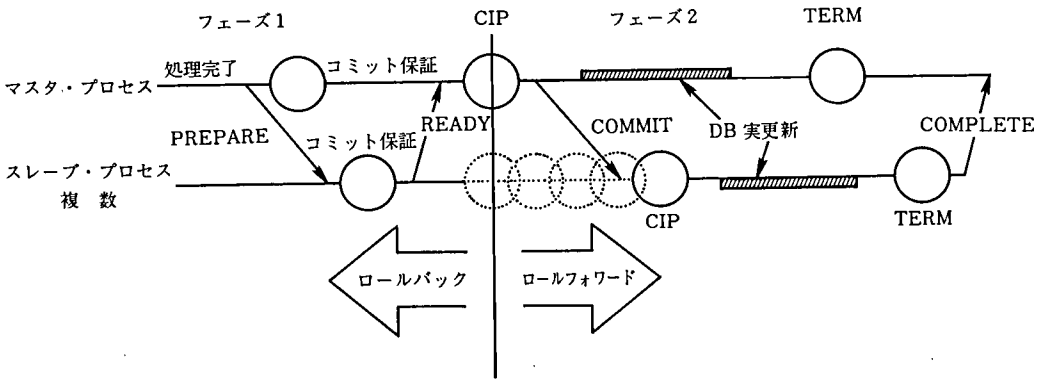 フェーズ1
CIP
フェーズ2
TERM
処理完了
コミット保証
マスタ・プロセス
PREPARE
コミット保証
READY
COMMIT
DB 実更新
COMPLETE
スレーブ・プロセス
複 数
CIP
TERM
ロールバック
ロールフォワード